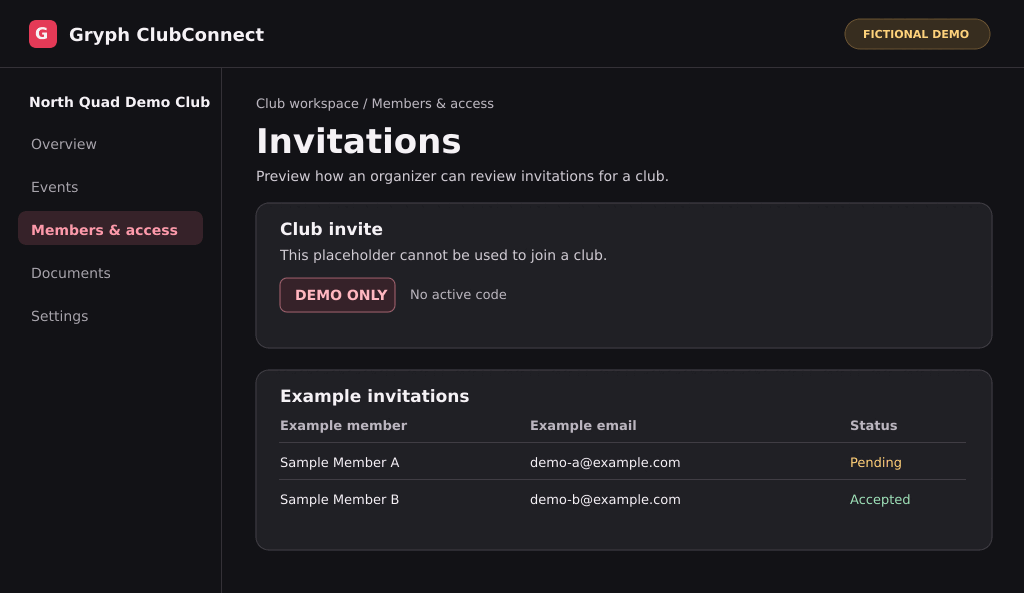 G Gryph ClubConnect
FICTIONAL DEMO
North Quad Demo Club
Overview
Events
Members & access
Documents
Settings
Club workspace / Members & access
Invitations
Preview how an organizer can review invitations for a club.
Club invite
This placeholder cannot be used to join a club.
DEMO ONLY No active code
Example invitations
Example member Example email Status
Sample Member A demo-a@example.com Pending
Sample Member B demo-b@example.com Accepted